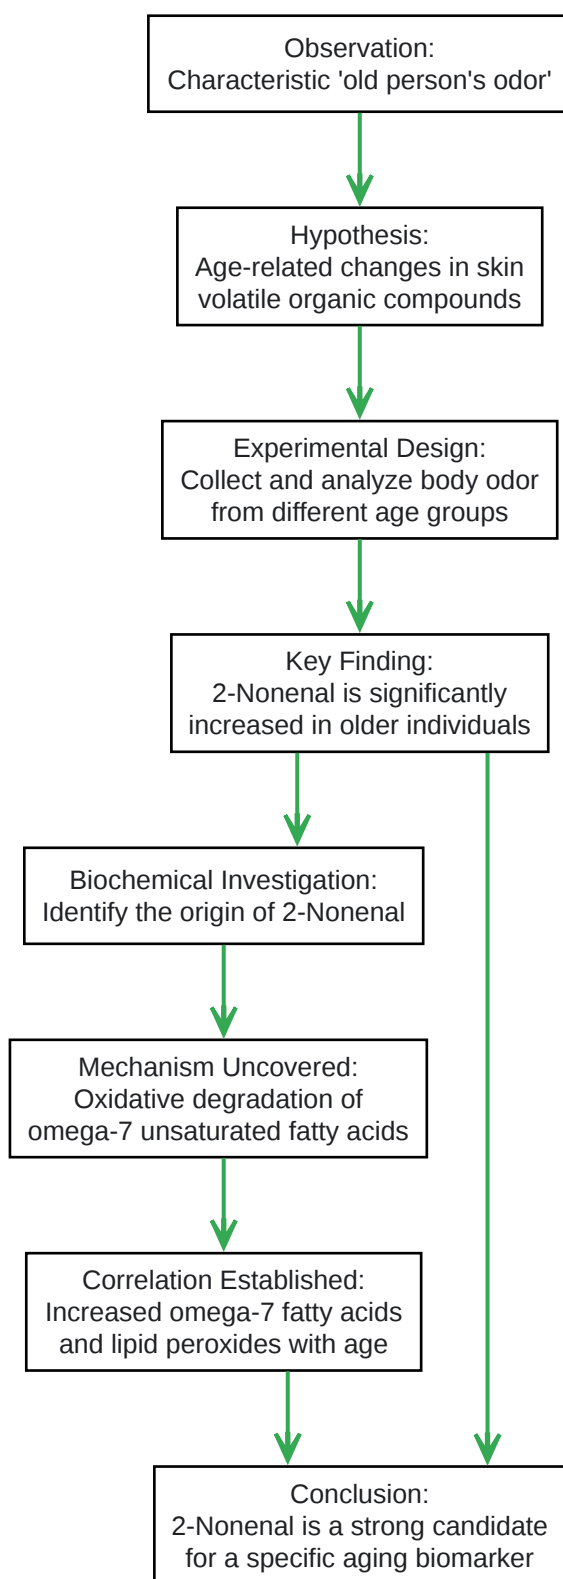 Observation:
Characteristic 'old person's odor'
Hypothesis:
Age-related changes in skin
volatile organic compounds
Experimental Design:
Collect and analyze body odor
from different age groups
Key Finding:
2-Nonenal is significantly
increased in older individuals
Biochemical Investigation:
Identify the origin of 2-Nonenal
Mechanism Uncovered:
Oxidative degradation of
omega-7 unsaturated fatty acids
Correlation Established:
Increased omega-7 fatty acids
and lipid peroxides with age
Conclusion:
2-Nonenal is a strong candidate
for a specific aging biomarker